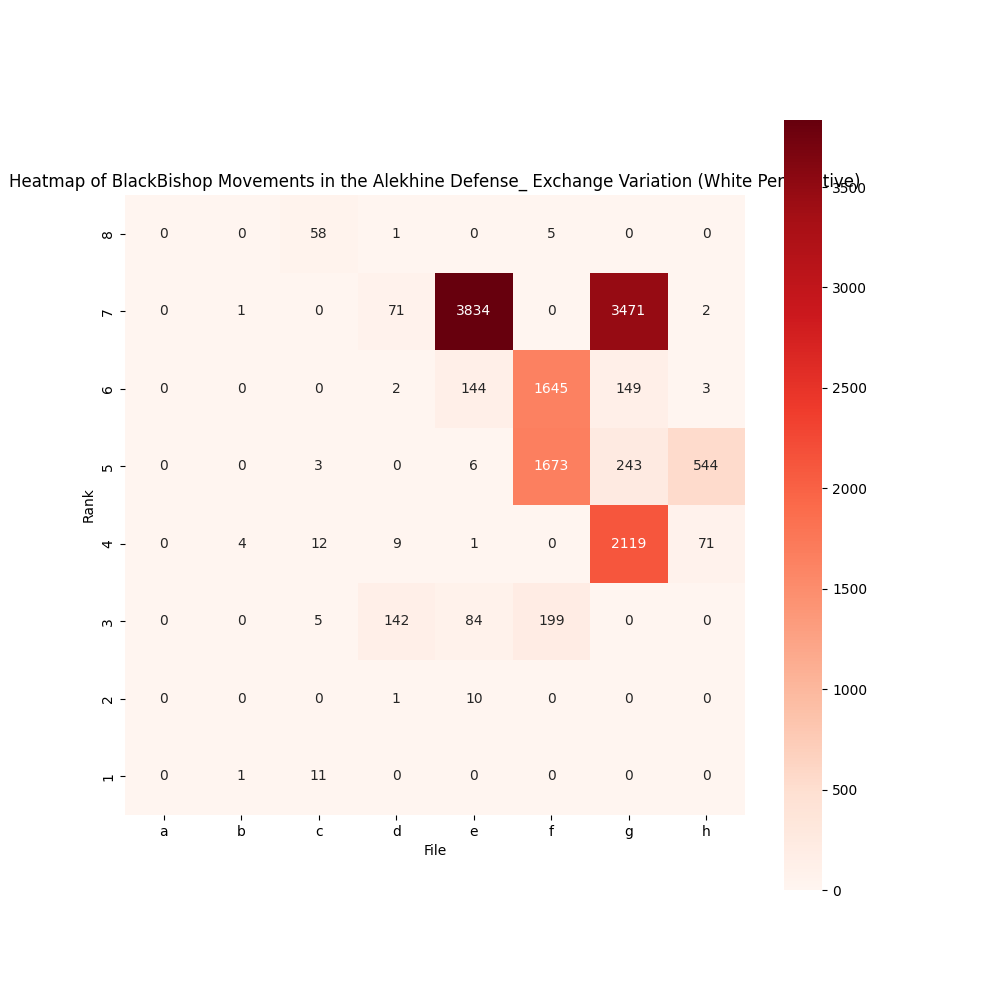 Heatmap of BlackBishop Movements in the Alekhine Defense_ Exchange Variation (White Perspective)
3500
8 0 0 58 1 0 5 0 0
3000
7 0 1 0 71 3834 0 3471 2
2500
6 0 0 0 2 144 1645 149 3
2000
5 0 0 3 0 6 1673 243 544
Rank
1500
4 0 4 12 9 1 0 2119 71
3 0 0 5 142 84 199 0 0
1000
2 0 0 0 1 10 0 0 0
500
1 0 1 11 0 0 0 0 0
a b c d e f g h
File
0